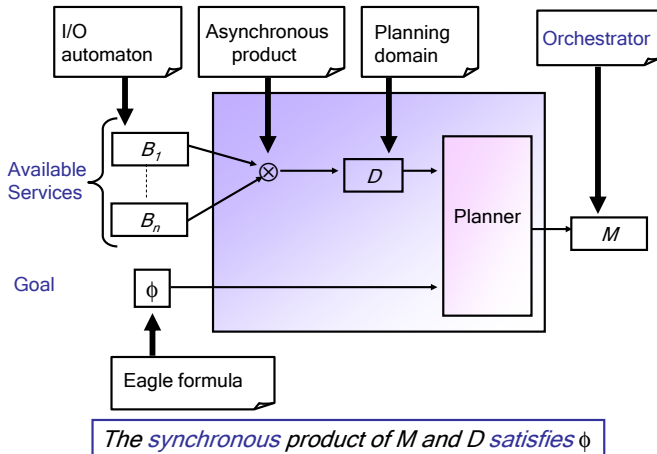 I/O
automaton
Asynchronous
product
Planning
domain
Orchestrator
Available
Services
B1
Bn
⊗
D
Planner
M
Goal
ϕ
Eagle formula
The synchronous product of M and D satisfies ϕ